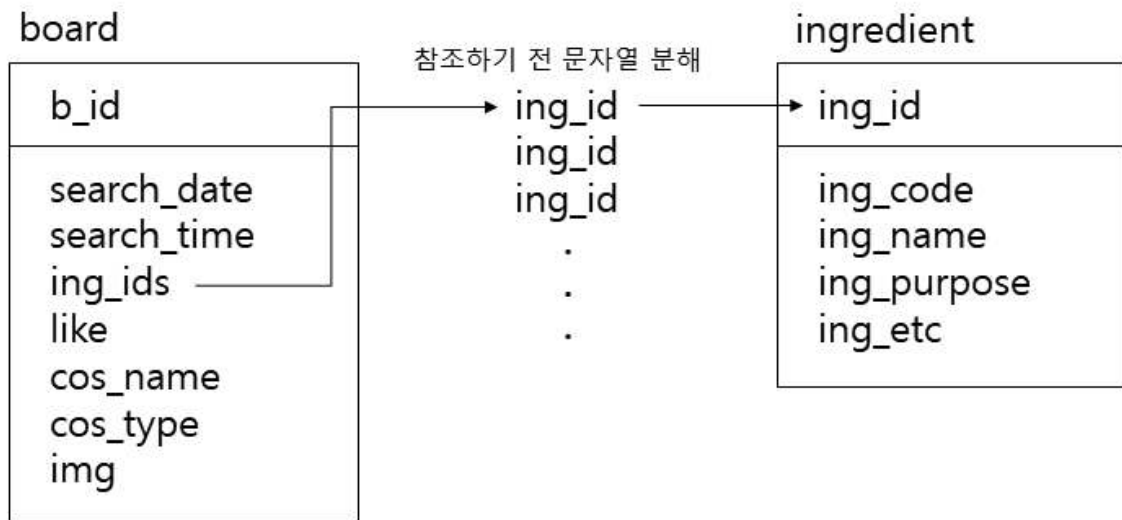 board
b_id
search_date
search_time
ing_ids
like
cos_name
cos_type
img
참조하기 전 문자열 분해
ing_id
ing_id
ing_id
.
.
.
ingredient
ing_id
ing_code
ing_name
ing_purpose
ing_etc